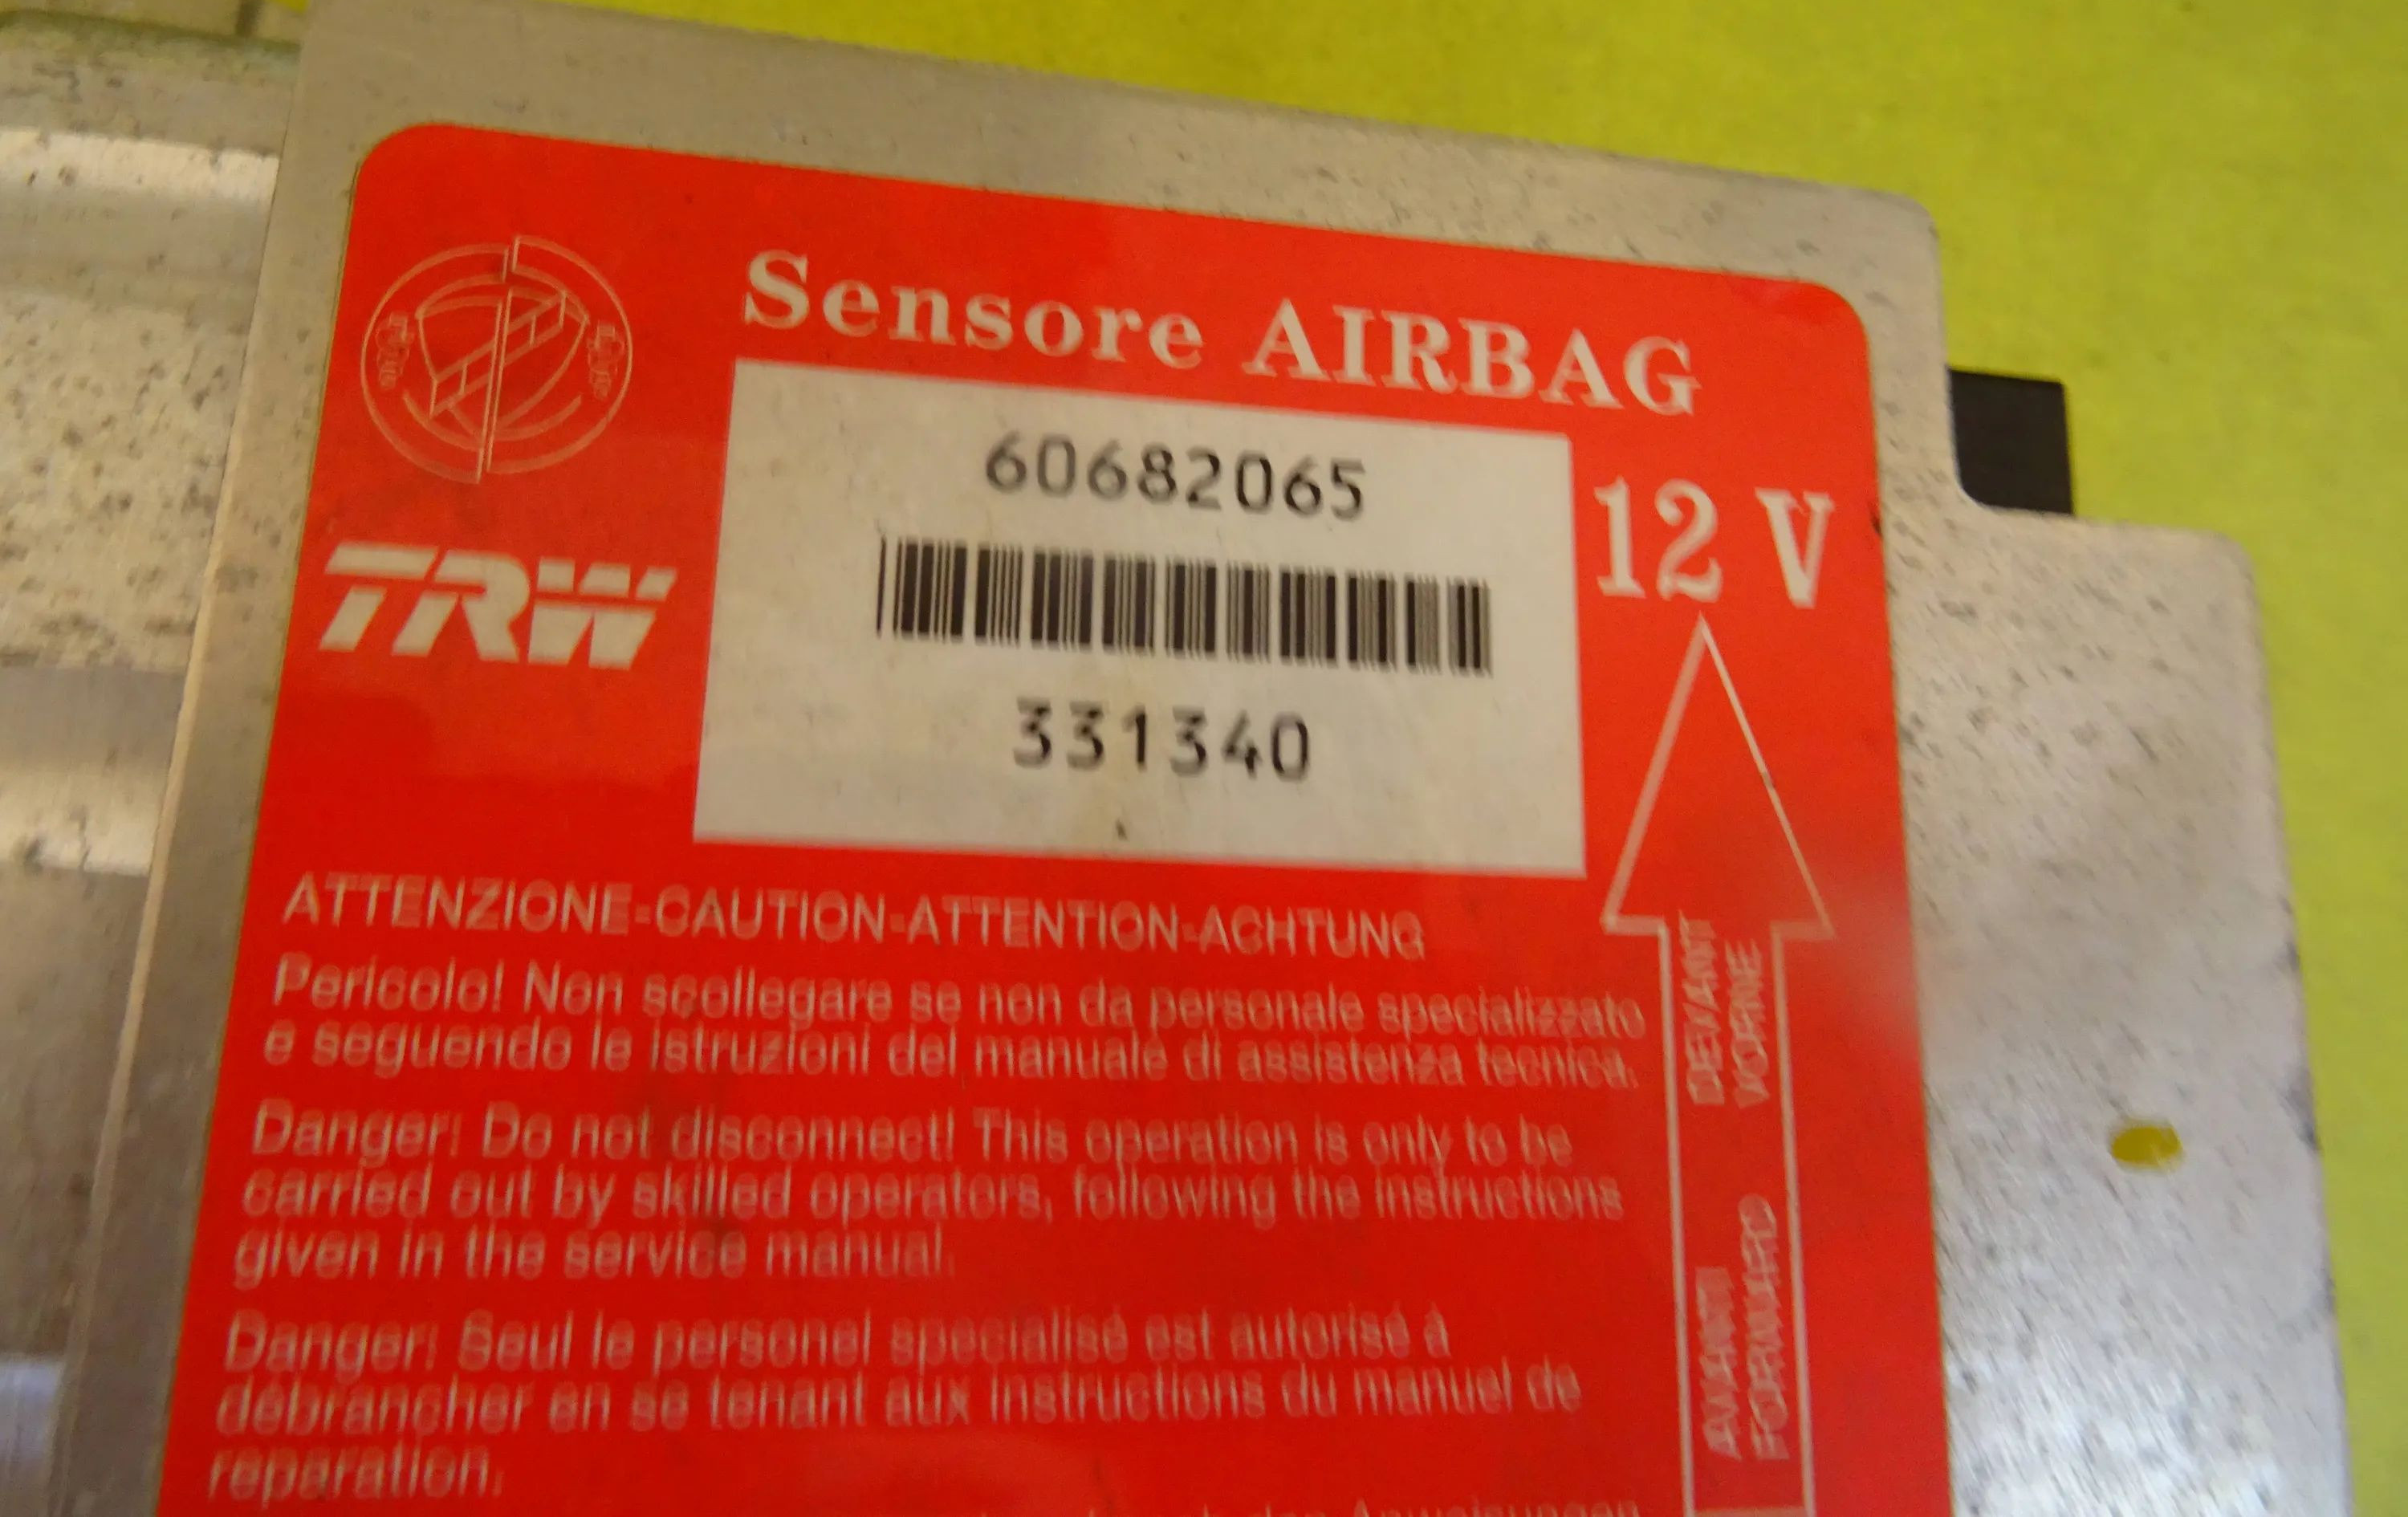 Sensore AIRBAG
60682065
12 V
TRW
331340
ATTENZIONE-CAUTION-ATTENTION-ACHTUNG
Pericolo! Non scollegare se non da personale specializzato
e seguendo le istruzioni del manuale di assistenza tecnica.
Danger! Do not disconnect! This operation is only to be
carried out by skilled operators, following the instructions
given in the service manual.
Danger! Seul le personel specialisé est autorisé à
débrancher en se tenant aux instructions du manuel de
reparation.
Anweisungen
DEVANT
VORNE
AVANTI
FORWARD